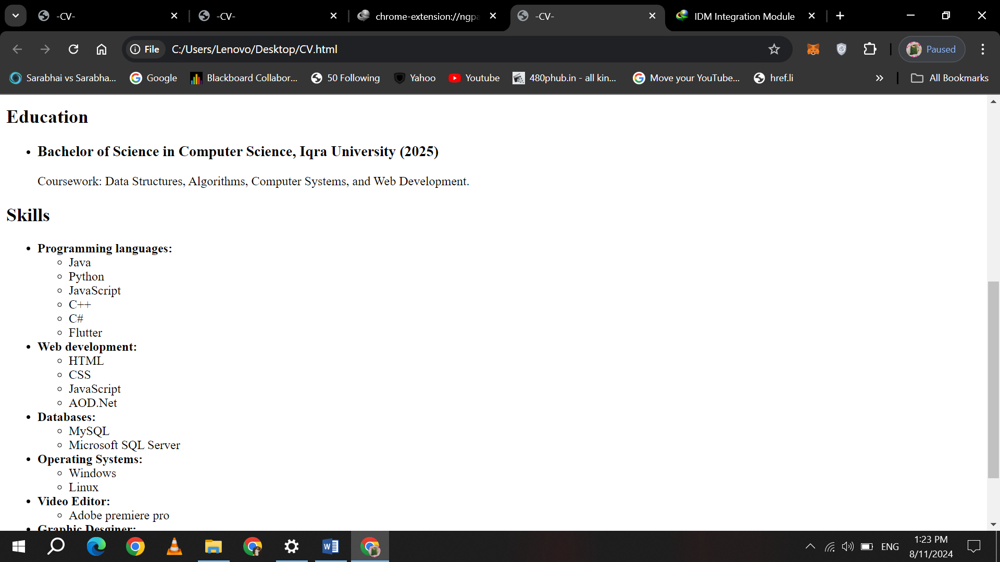 -CV-
-CV-
chrome-extension://ngpa
-CV-
IDM Integration Module
File
C:/Users/Lenovo/Desktop/CV.html
Paused
Sarabhai vs Sarabha...
Google
Blackboard Collabor...
50 Following
Yahoo
Youtube
480phub.in - all kin...
Move your YouTube...
href.li
All Bookmarks
Education
Bachelor of Science in Computer Science, Iqra University (2025)
Coursework: Data Structures, Algorithms, Computer Systems, and Web Development.
Skills
Programming languages:
Java
Python
JavaScript
C++
C#
Flutter
Web development:
HTML
CSS
JavaScript
AOD.Net
Databases:
MySQL
Microsoft SQL Server
Operating Systems:
Windows
Linux
Video Editor:
Adobe premiere pro
Graphic Desginer:
ENG
1:23 PM
8/11/2024